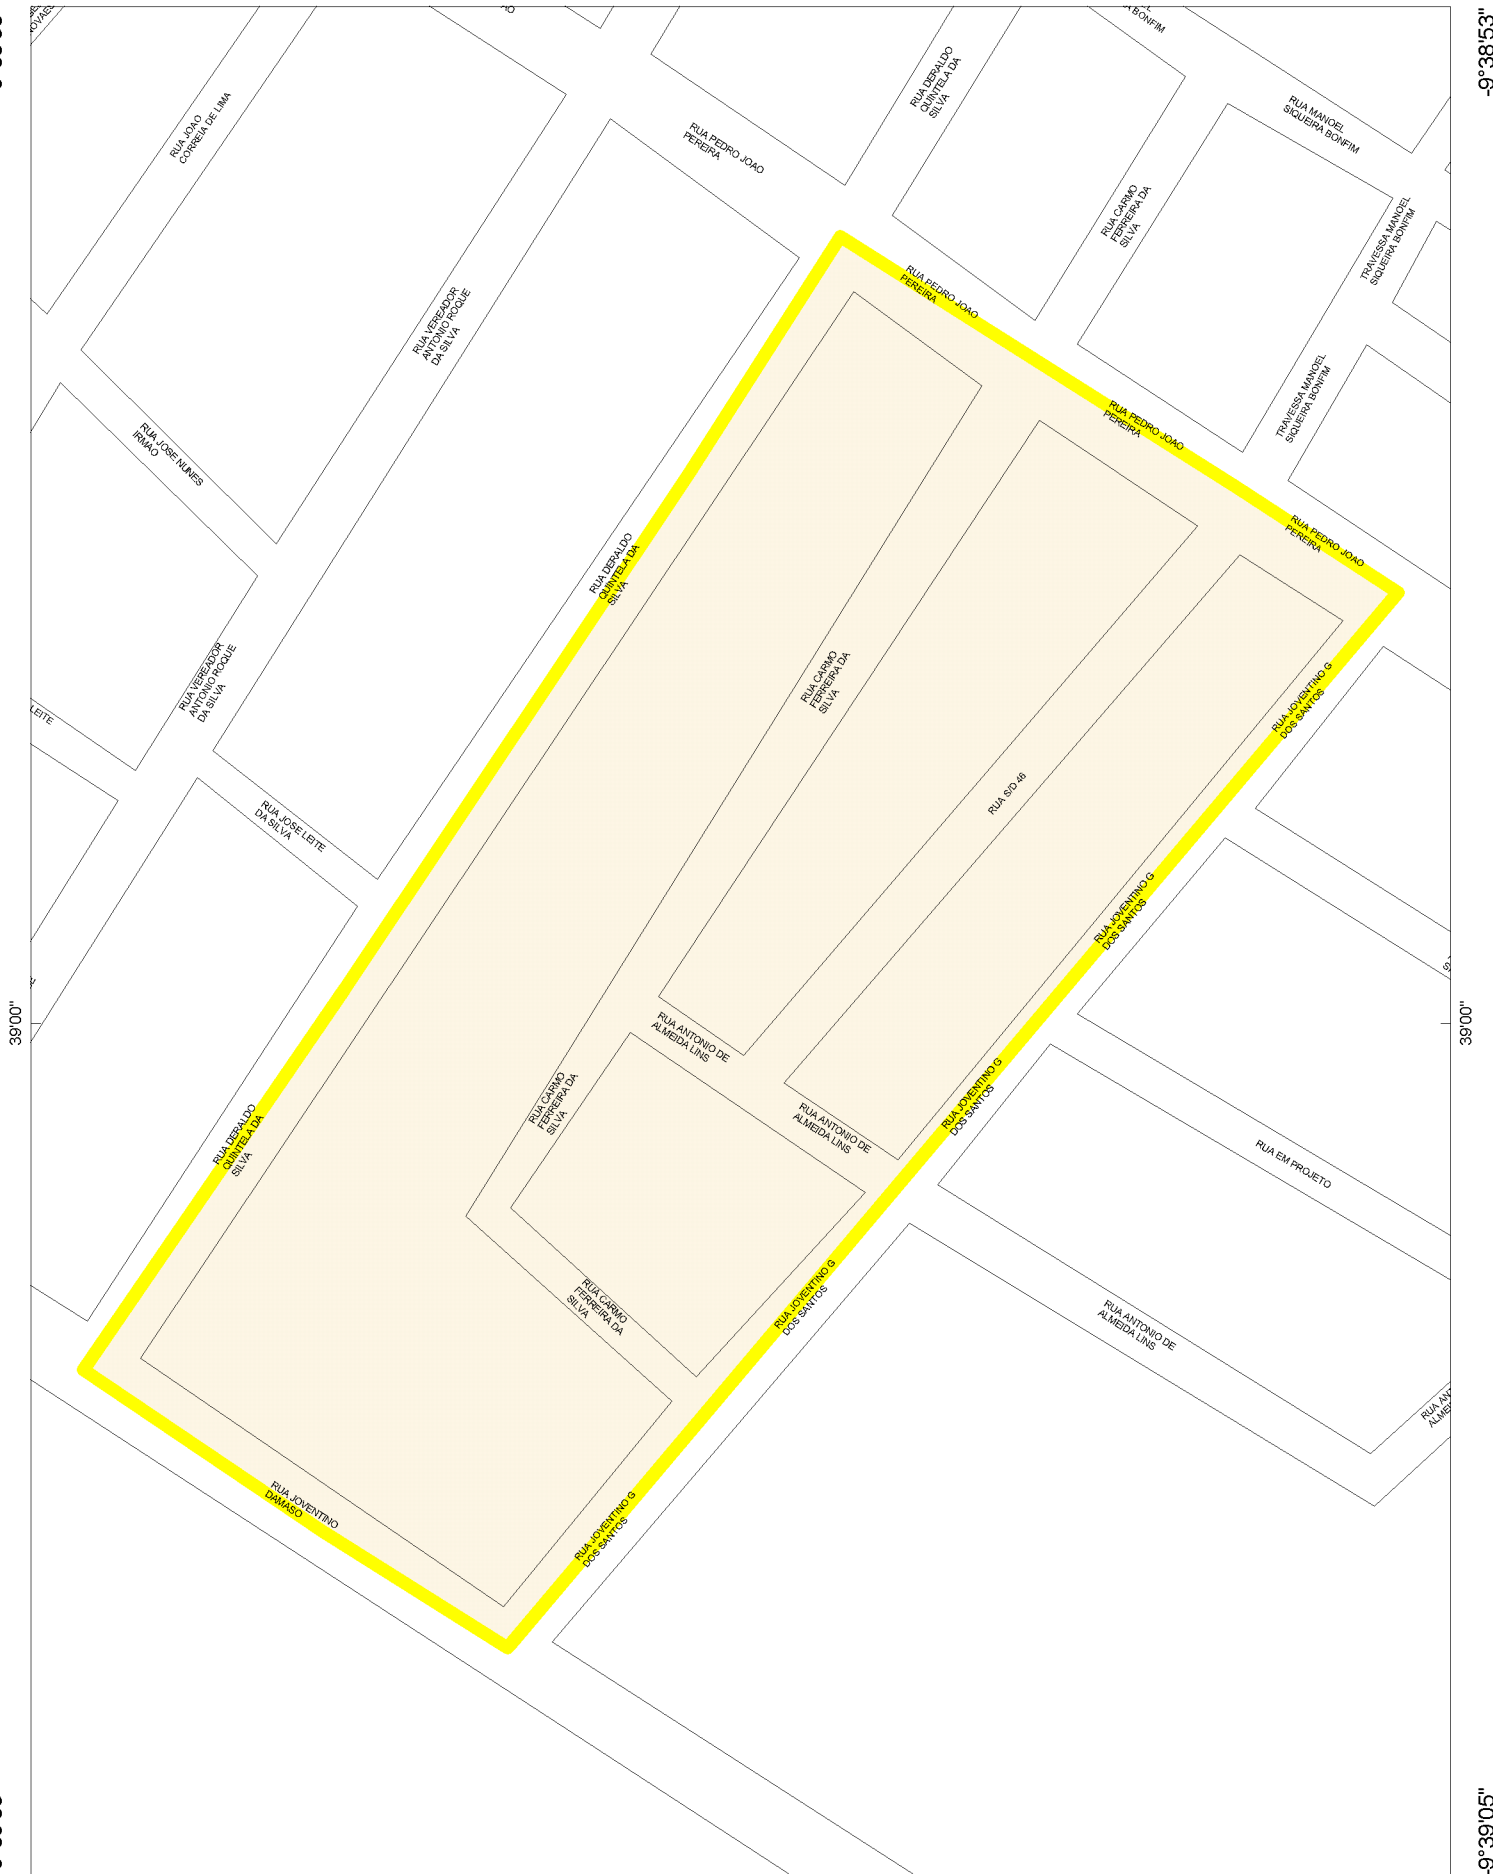 -9°38'53"
RUA MANOEL
SIQUEIRA BONFIM
RUA JOAO
CORREIA DE LIMA
RUA PEDRO JOAO
PEREIRA
RUA DERALDO
QUINTELA DA
SILVA
RUA CARMO
FERREIRA DA
SILVA
TRAVESSA MANOEL
SIQUEIRA BONFIM
RUA VEREADOR
ANTONIO ROQUE
DA SILVA
RUA PEDRO JOAO
PEREIRA
TRAVESSA MANOEL
SIQUEIRA BONFIM
RUA JOSE NUNES
IRMAO
RUA PEDRO JOAO
PEREIRA
RUA PEDRO JOAO
PEREIRA
RUA DERALDO
QUINTELA DA
SILVA
RUA VEREADOR
ANTONIO ROQUE
DA SILVA
LEITE
RUA CARMO
FERREIRA DA
SILVA
RUA JOVENTINO G
DOS SANTOS
RUA S/D 46
RUA JOSE LEITE
DA SILVA
RUA JOVENTINO G
DOS SANTOS
39'00"
39'00"
RUA ANTONIO DE
ALMEIDA LINS
RUA CARMO
FERREIRA DA
SILVA
RUA JOVENTINO G
DOS SANTOS
RUA ANTONIO DE
ALMEIDA LINS
RUA DERALDO
QUINTELA DA
SILVA
RUA EM PROJETO
RUA CARMO
FERREIRA DA
SILVA
RUA JOVENTINO G
DOS SANTOS
RUA ANTONIO DE
ALMEIDA LINS
RUA JOVENTINO
DAMASO
RUA JOVENTINO G
DOS SANTOS
-9°39'05"